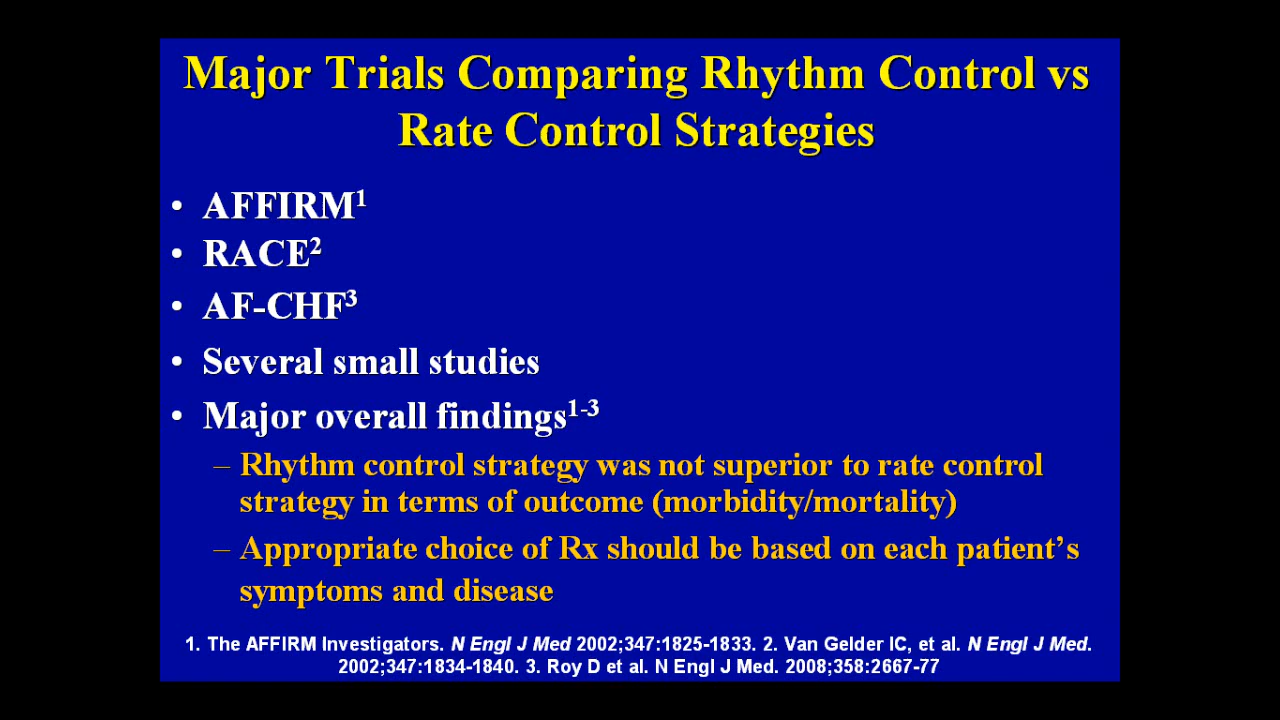 Major Trials Comparing Rhythm Control vs
Rate Control Strategies
• AFFIRM¹
• RACE²
• AF-CHF³
• Several small studies
• Major overall findings¹⁻³
– Rhythm control strategy was not superior to rate control
strategy in terms of outcome (morbidity/mortality)
– Appropriate choice of Rx should be based on each patient’s
symptoms and disease
1. The AFFIRM Investigators. N Engl J Med 2002;347:1825-1833. 2. Van Gelder IC, et al. N Engl J Med.
2002;347:1834-1840. 3. Roy D et al. N Engl J Med. 2008;358:2667-77